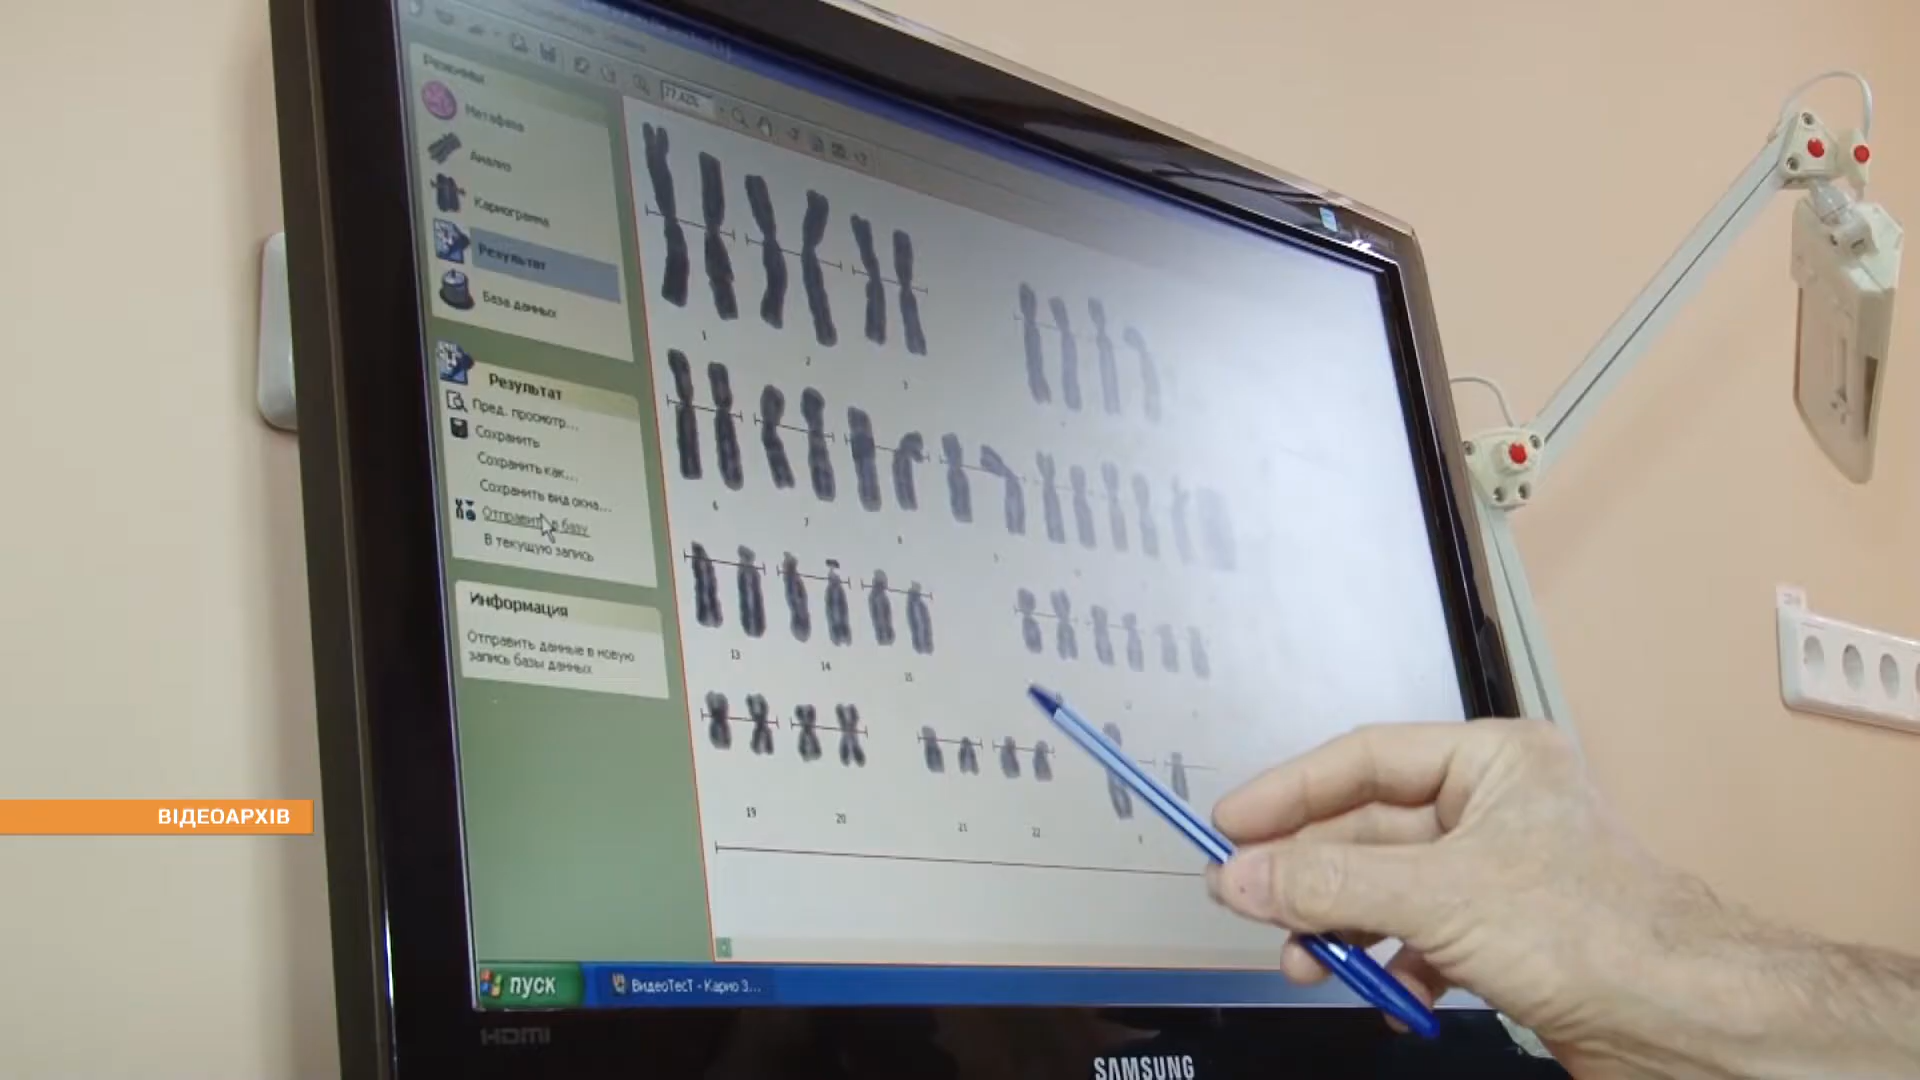 77,42%
Режимы
Метафаза
Анализ
Кариограмма
Результат
База данных
Результат
Пред. просмотр...
Сохранить
Сохранить как...
Сохранить вид окна...
Отправить в базу
В текущую запись
Информация
Отправить данные в новую
запись базы данных
1
2
3
6
7
8
13
14
15
19
20
21
22
ВІДЕОАРХІВ
пуск
ВидеоТесТ - Карио 3...
HDMI
SAMSUNG